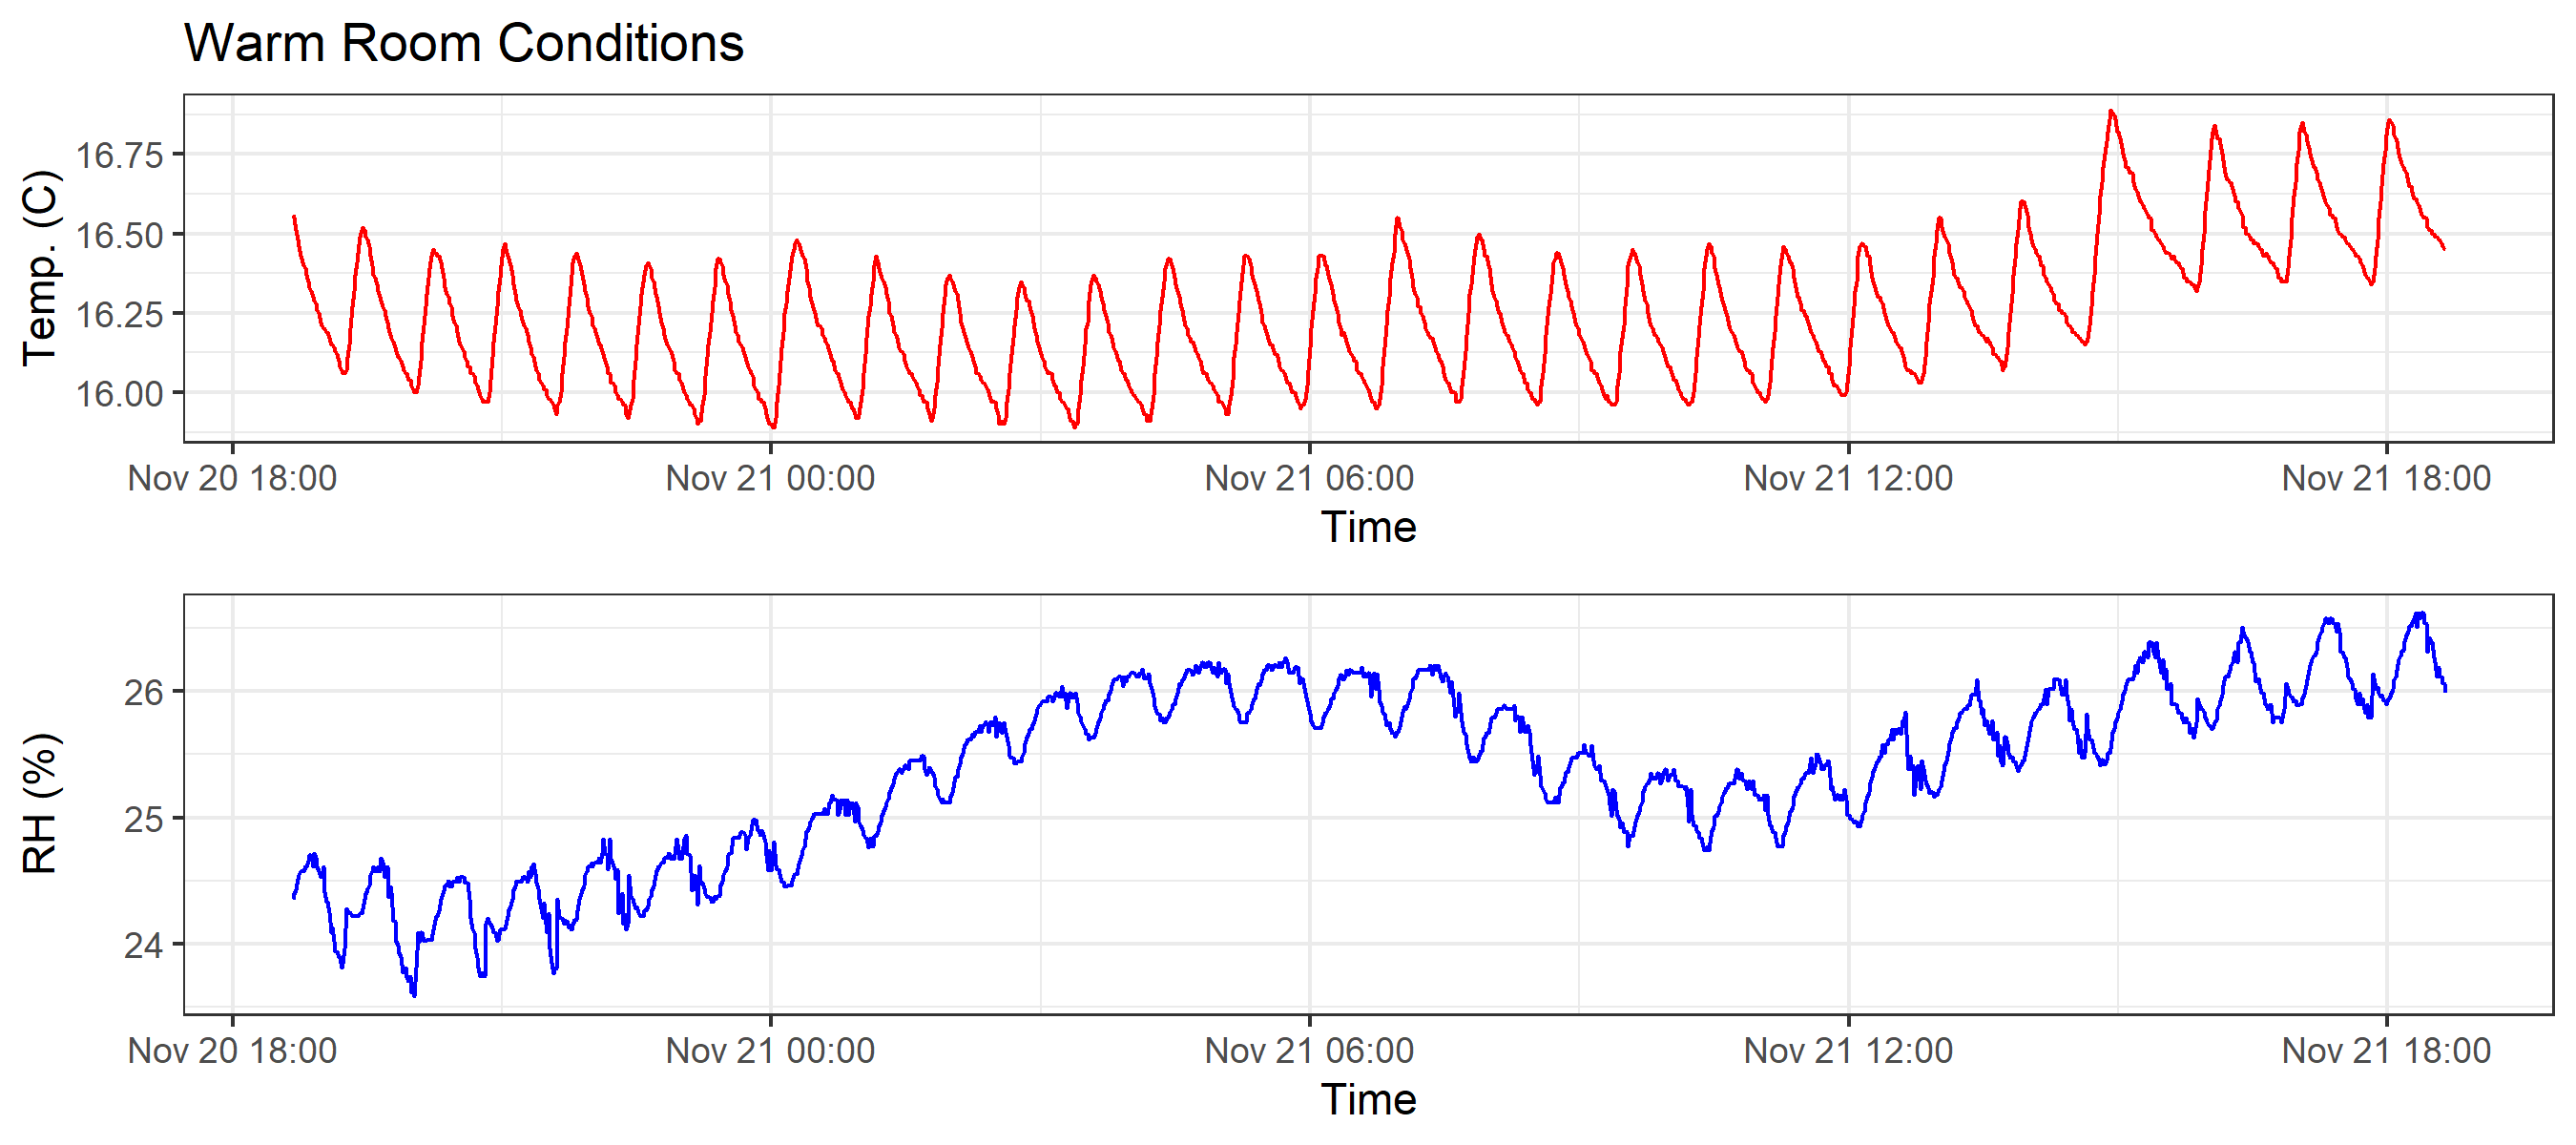 Warm Room Conditions
Temp. (C)
16.75
16.50
16.25
16.00
Nov 20 18:00 Nov 21 00:00 Nov 21 06:00 Nov 21 12:00 Nov 21 18:00
Time
RH (%)
26
25
24
Nov 20 18:00 Nov 21 00:00 Nov 21 06:00 Nov 21 12:00 Nov 21 18:00
Time